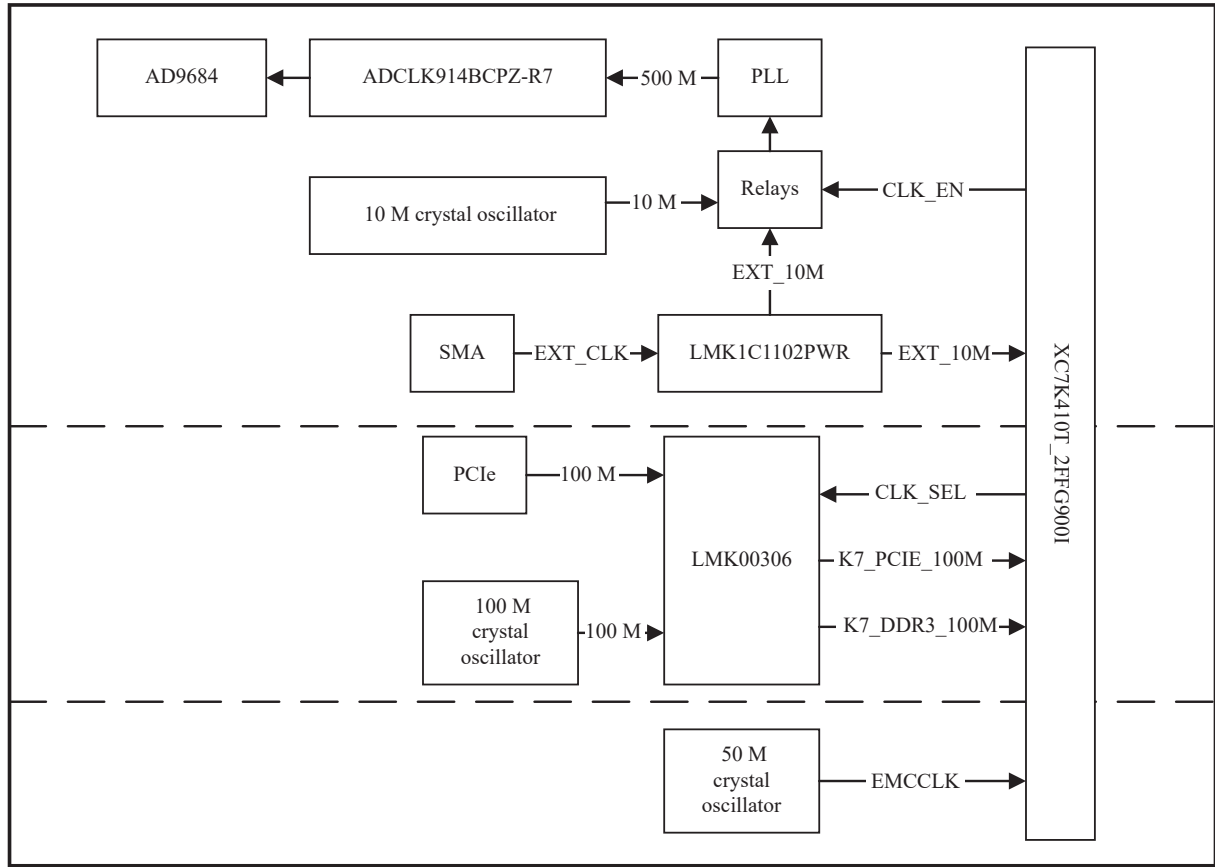 AD9684
ADCLK914BCPZ-R7
500 M
PLL
10 M crystal oscillator
10 M
Relays
CLK_EN
EXT_10M
SMA
EXT_CLK
LMK1C1102PWR
EXT_10M
XC7K410T_2FFG900I
PCIe
100 M
LMK00306
CLK_SEL
K7_PCIE_100M
100 M
crystal
oscillator
100 M
K7_DDR3_100M
50 M
crystal
oscillator
EMCCLK